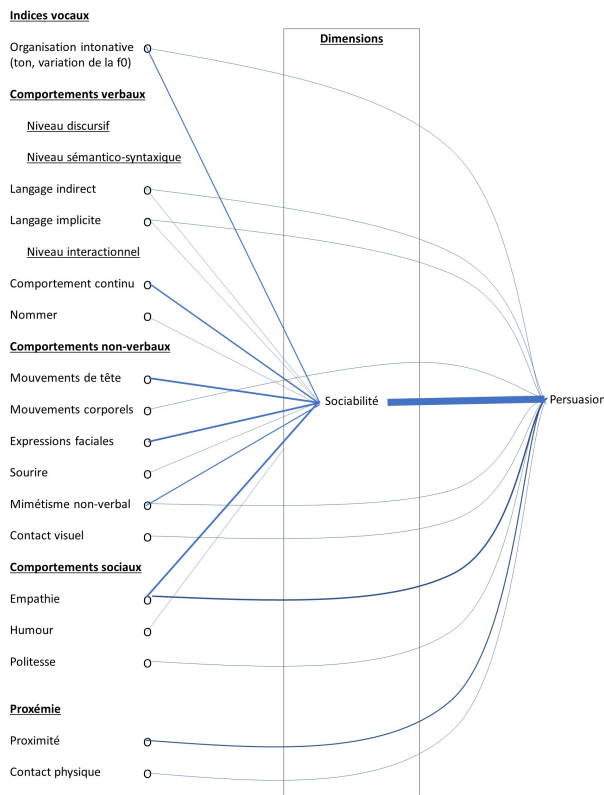 Indices vocaux
Dimensions
Organisation intonative O
(ton, variation de la f0)
Comportements verbaux
Niveau discursif
Niveau sémantico-syntaxique
Langage indirect O
Langage implicite O
Niveau interactionnel
Comportement continu O
Nommer O
Comportements non-verbaux
Mouvements de tête O
Sociabilité
Persuasion
Mouvements corporels O
Expressions faciales O
Sourire O
Mimétisme non-verbal O
Contact visuel O
Comportements sociaux
Empathie O
Humour O
Politesse O
Proxémie
Proximité O
Contact physique O